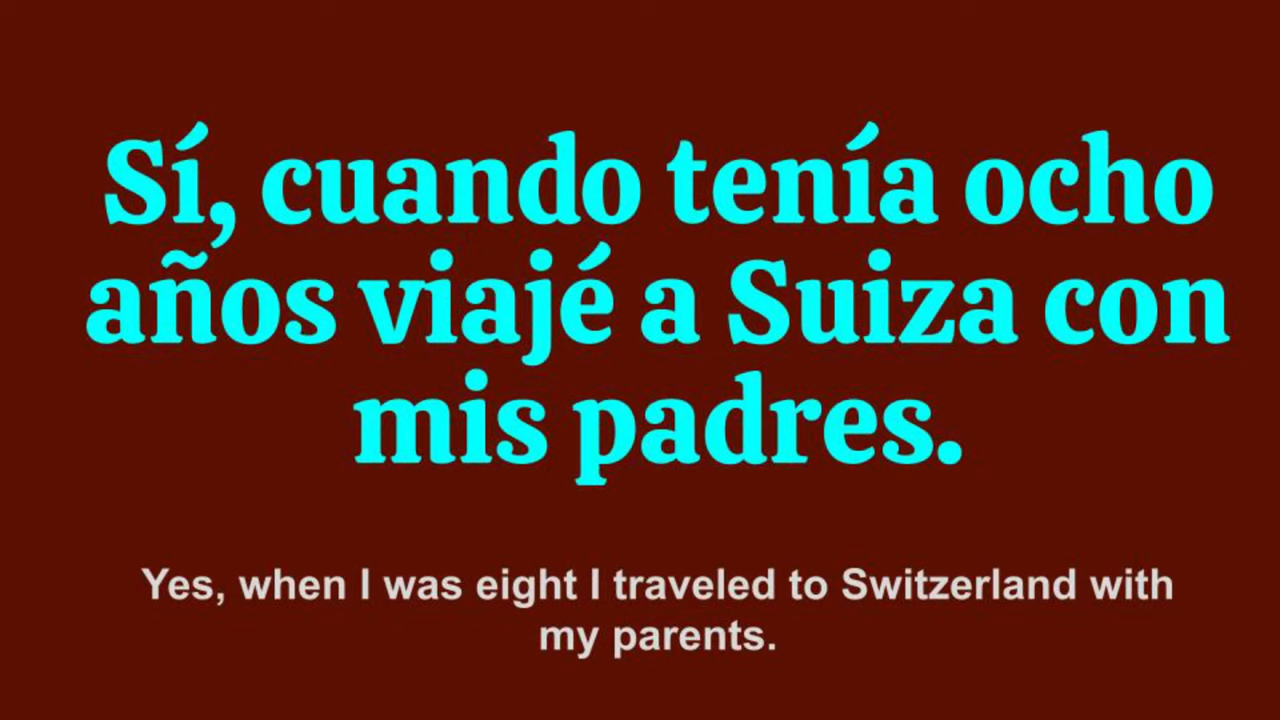 Sí, cuando tenía ocho
años viajé a Suiza con
mis padres.
Yes, when I was eight I traveled to Switzerland with
my parents.